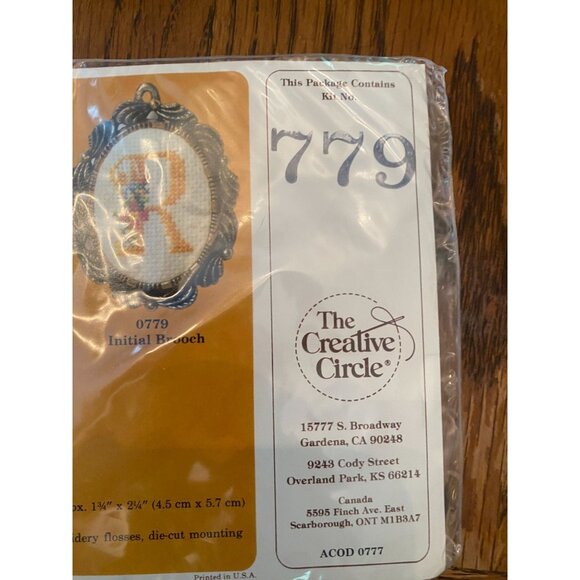 This Package Contains
Kit No.
779
R
0779
Initial Brooch
The
Creative
Circle®
15777 S. Broadway
Gardena, CA 90248
9243 Cody Street
Overland Park, KS 66214
Canada
5595 Finch Ave. East
Scarborough, ONT M1B8A7
ACOD 0777
ox. 1¾" x 2¼" (4.5 cm x 5.7 cm)
idery flosses, die-cut mounting
Printed in U.S.A.